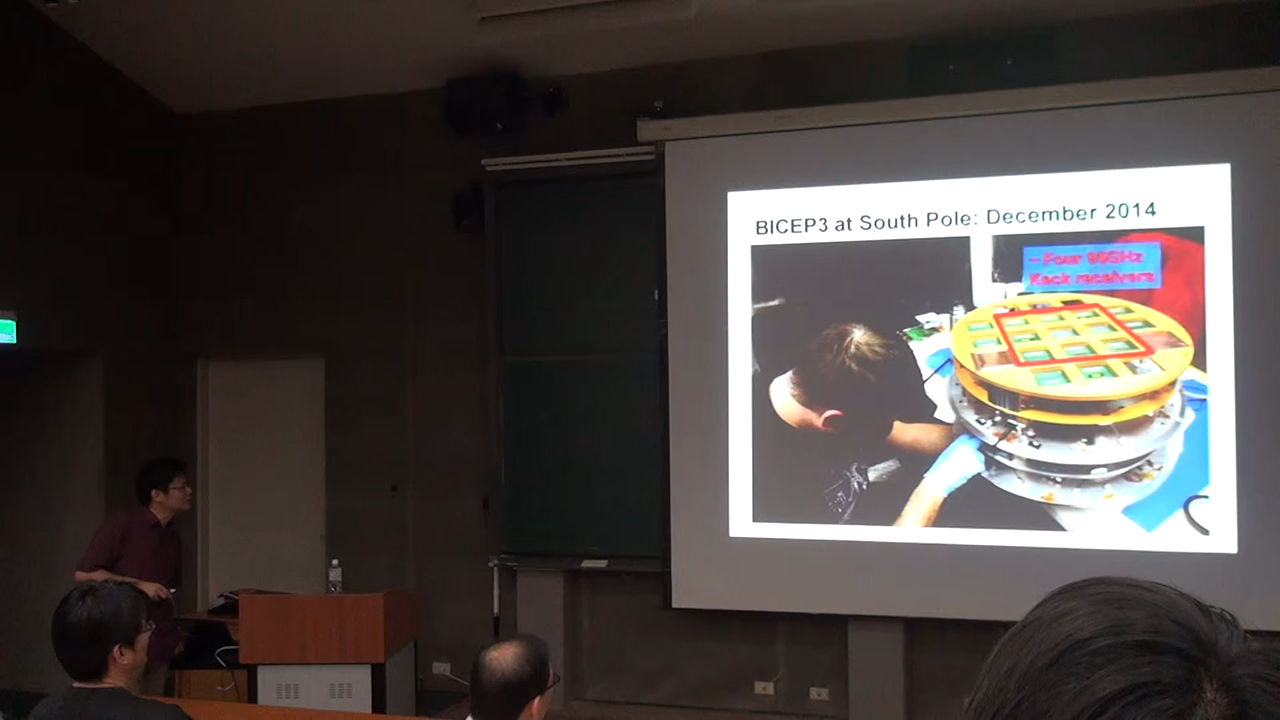 BICEP3 at South Pole: December 2014
– Four 95GHz
Keck receivers